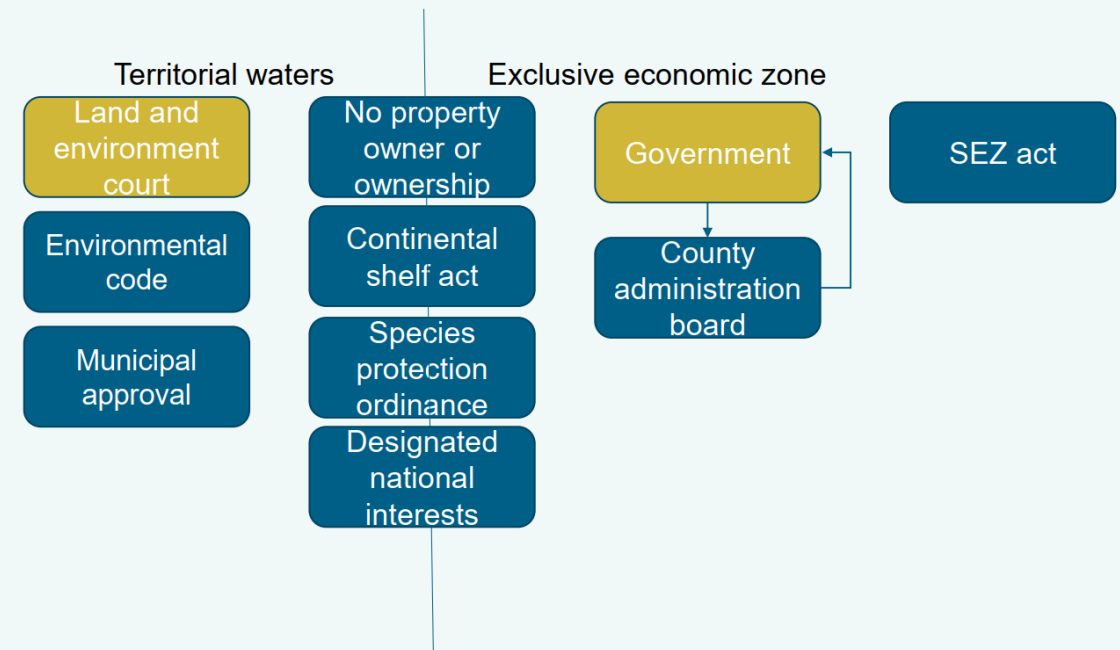 Territorial waters
Exclusive economic zone
Land and
environment
court
Environmental
code
Municipal
approval
No property
owner or
ownership
Continental
shelf act
Species
protection
ordinance
Designated
national
interests
Government
County
administration
board
SEZ act